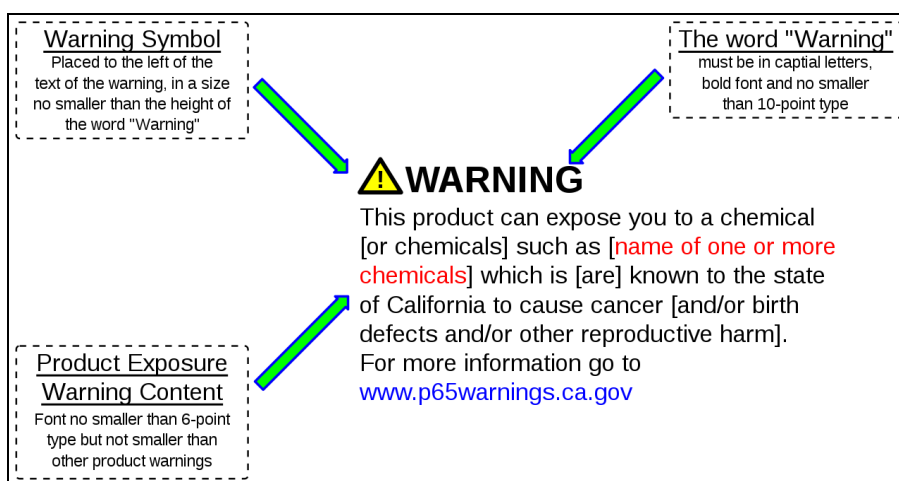 Warning Symbol
Placed to the left of the
text of the warning, in a size
no smaller than the height of
the word "Warning"
The word "Warning"
must be in captial letters,
bold font and no smaller
than 10-point type
! WARNING
This product can expose you to a chemical
[or chemicals] such as [name of one or more
chemicals] which is [are] known to the state
of California to cause cancer [and/or birth
defects and/or other reproductive harm].
For more information go to
www.p65warnings.ca.gov
Product Exposure
Warning Content
Font no smaller than 6-point
type but not smaller than
other product warnings